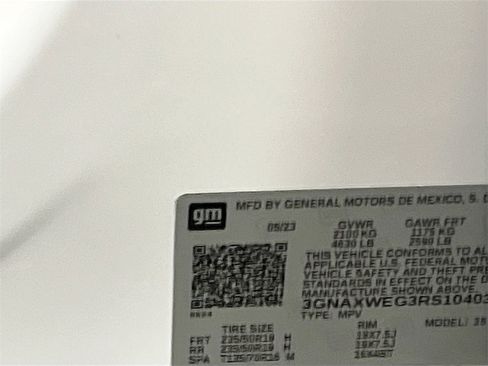 gm MFD BY GENERAL MOTORS DE MEXICO, S. D
05/23 GVWR GAWR FRT
2100 KG 1175 KG
4630 LB 2590 LB
THIS VEHICLE CONFORMS TO AL
APPLICABLE U.S. FEDERAL MOTO
VEHICLE SAFETY AND THEFT PRE
STANDARDS IN EFFECT ON THE D
MANUFACTURE SHOWN ABOVE.
3GNAXWEG3RS10403
TYPE: MPV MODEL:
TIRE SIZE RIM
FRT 235/50R19 H 19X7.5J
RR 235/50R19 H 19X7.5J
SPA T135/70R16 M 16X4BT